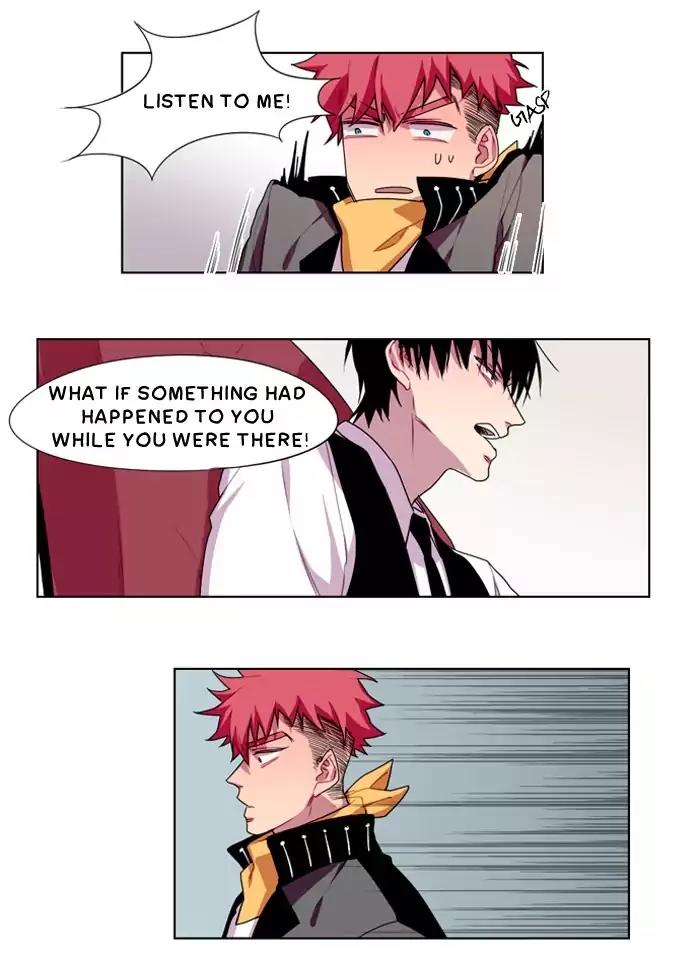 LISTEN TO ME!
GASP
WHAT IF SOMETHING HAD
HAPPENED TO YOU
WHILE YOU WERE THERE!